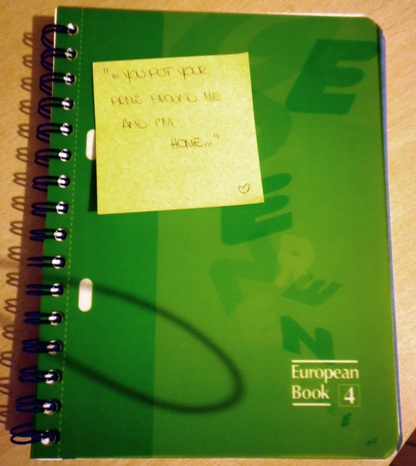 "... YOU PUT YOUR
ARMS AROUND ME
AND I'M
HOME..."
European
Book 4